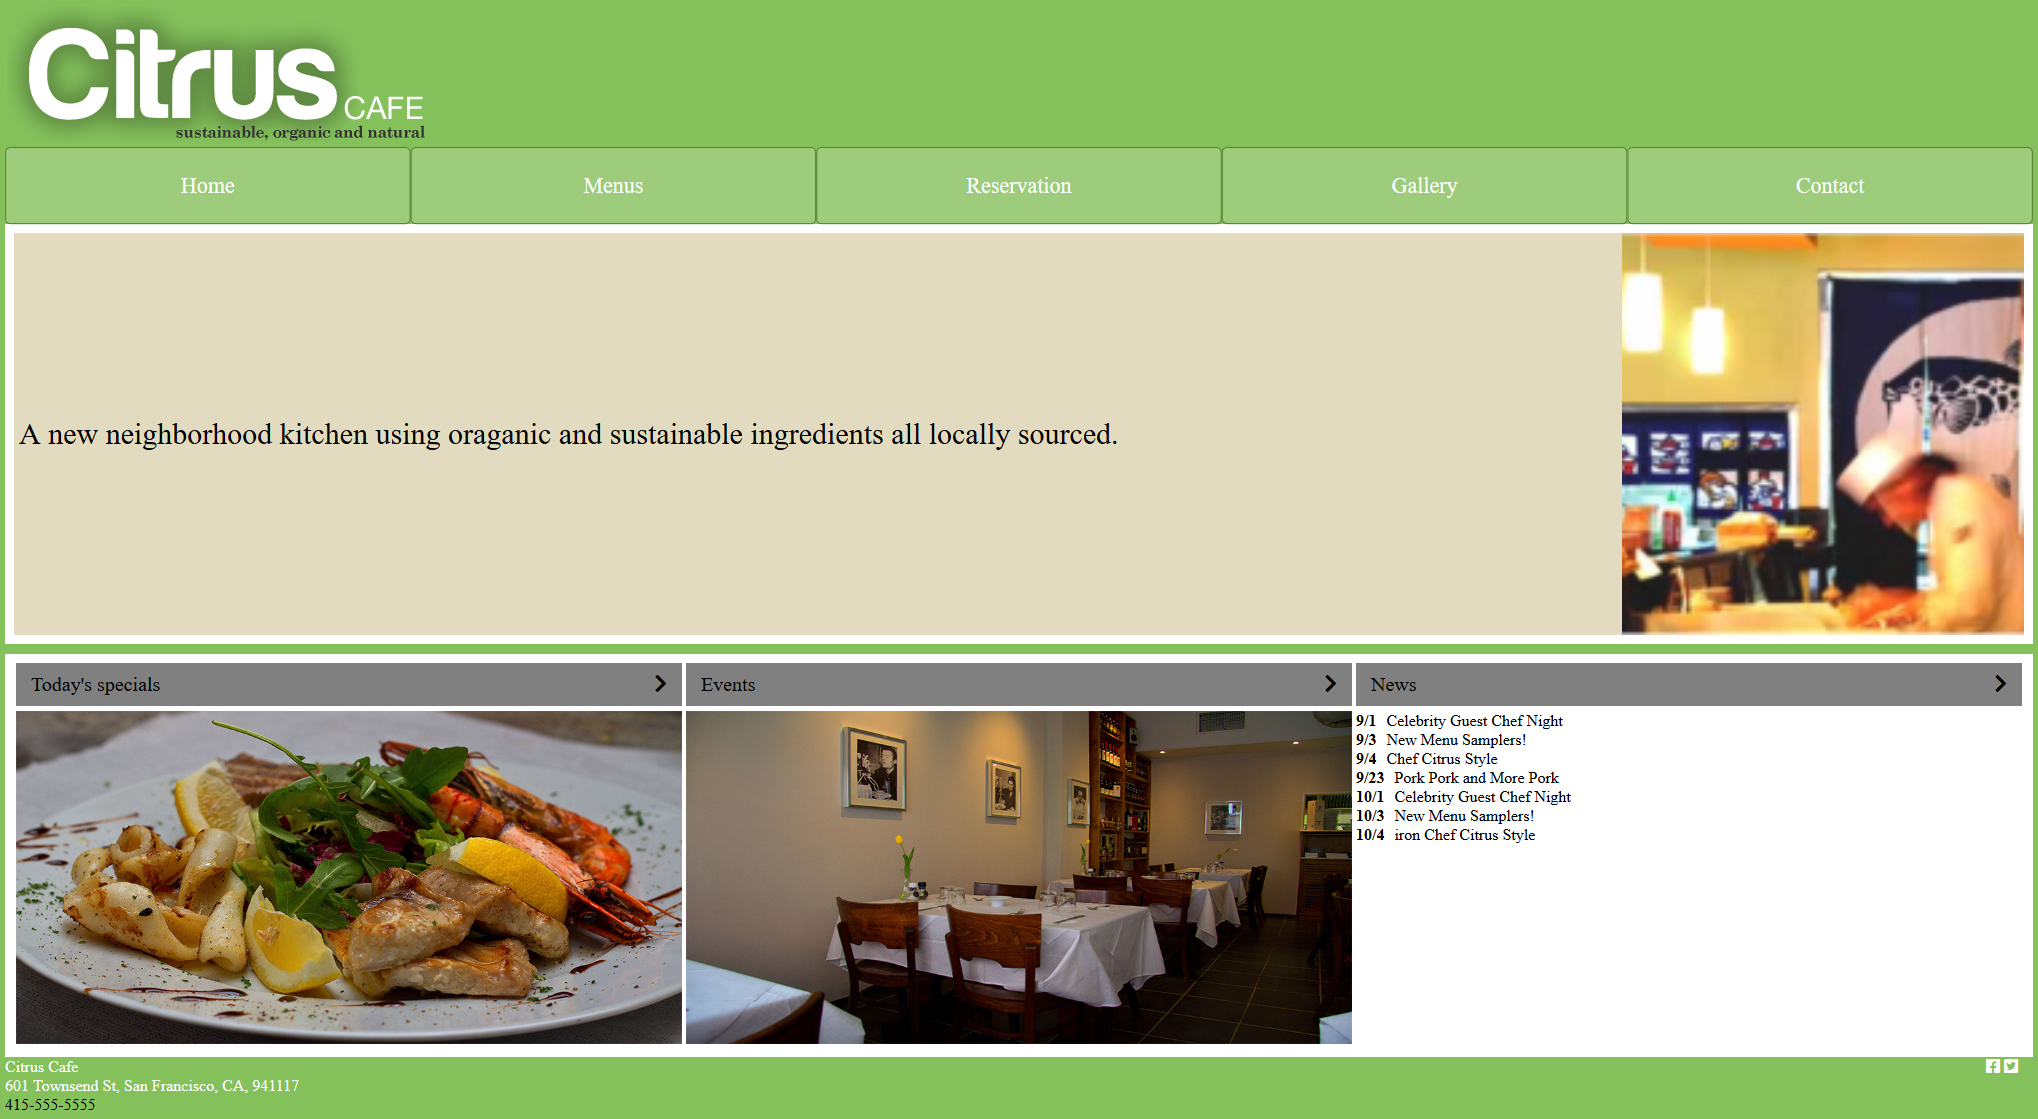 Citrus CAFE
sustainable, organic and natural
Home
Menus
Reservation
Gallery
Contact
A new neighborhood kitchen using oraganic and sustainable ingredients all locally sourced.
Today's specials
Events
News
9/1 Celebrity Guest Chef Night
9/3 New Menu Samplers!
9/4 Chef Citrus Style
9/23 Pork Pork and More Pork
10/1 Celebrity Guest Chef Night
10/3 New Menu Samplers!
10/4 iron Chef Citrus Style
Citrus Cafe
601 Townsend St, San Francisco, CA, 941117
415-555-5555